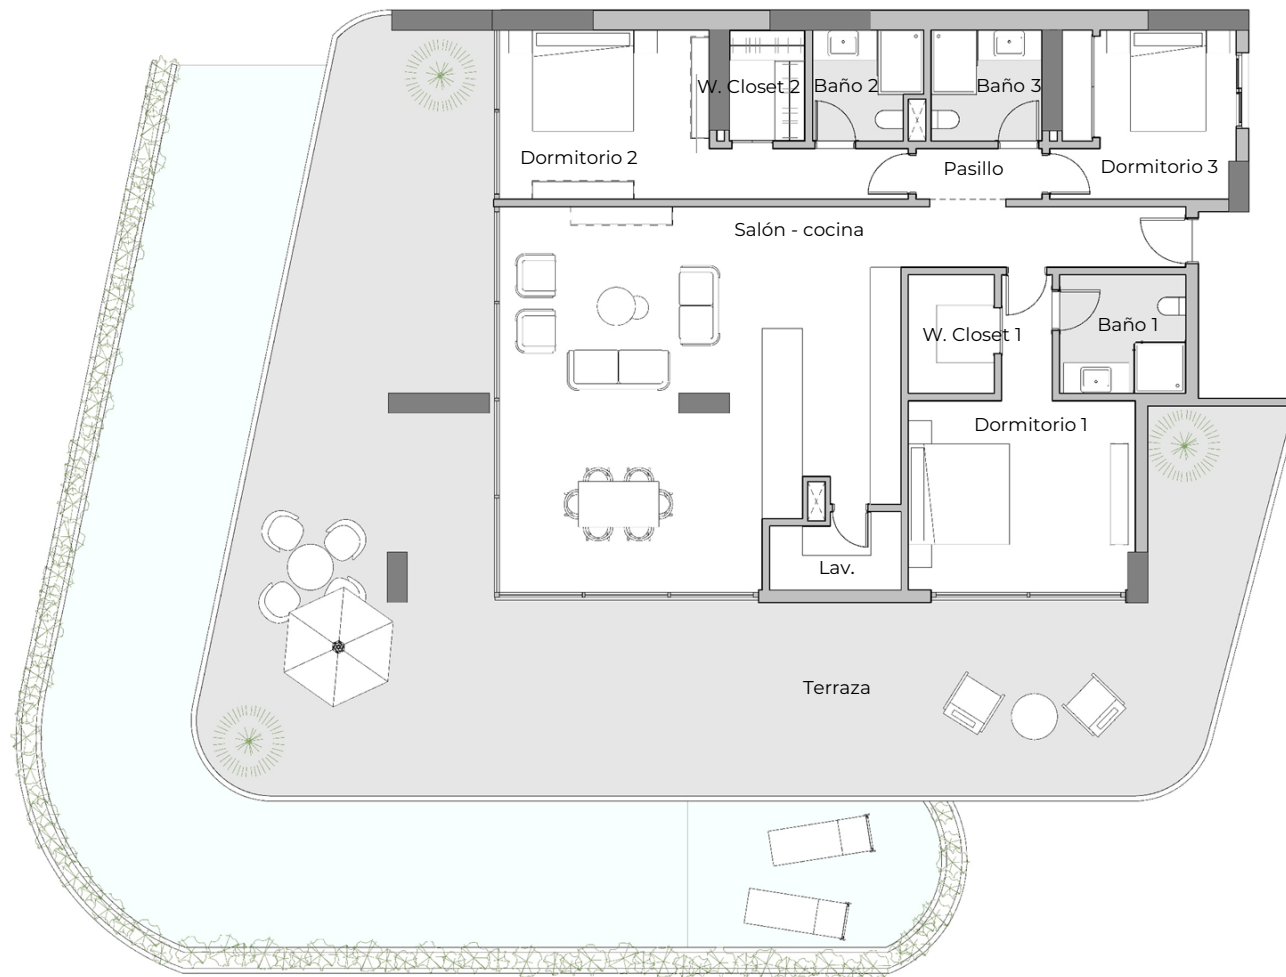 W. Closet 2
Baño 2
Baño 3
Dormitorio 2
Pasillo
Dormitorio 3
Salón - cocina
W. Closet 1
Baño 1
Dormitorio 1
Lav.
Terraza